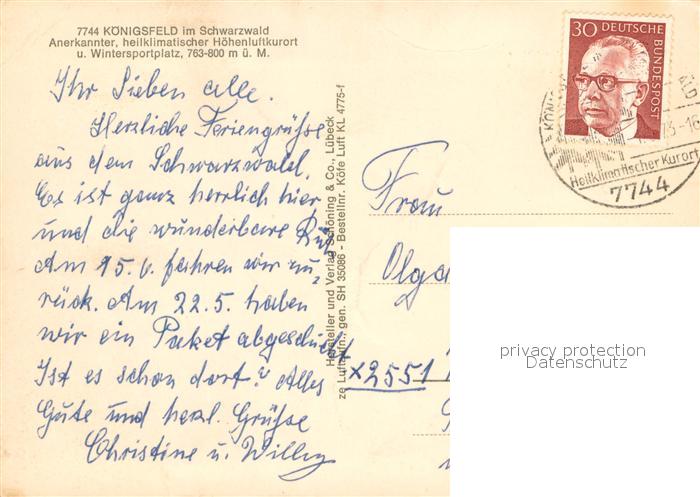 7744 KÖNIGSFELD im Schwarzwald
Anerkannter, heilklimatischer Höhenluftkurort
u. Wintersportplatz, 763-800 m ü. M.
Ihr Lieben alle.
Herzliche Feriengrüße
aus dem Schwarzwald.
Es ist ganz herrlich hier,
und die wunderbare
Am 15.6. fahren wir zu-
rück. Am 22.5. haben
wir ein Paket abgeschickt
Ist es schon dort? Alles
Gute und herzl. Grüße
Christine u. Willy
Hersteller und Verlag Schöning & Co., Lübeck
ze Luftaufn. gen. SH 35086 - Bestellnr. Köfe Luft KL 4775-f
30 DEUTSCHE
BUNDESPOST
Heilklimatischer Kurort
7744
Frau
Olga
x2551
privacy protection
Datenschutz